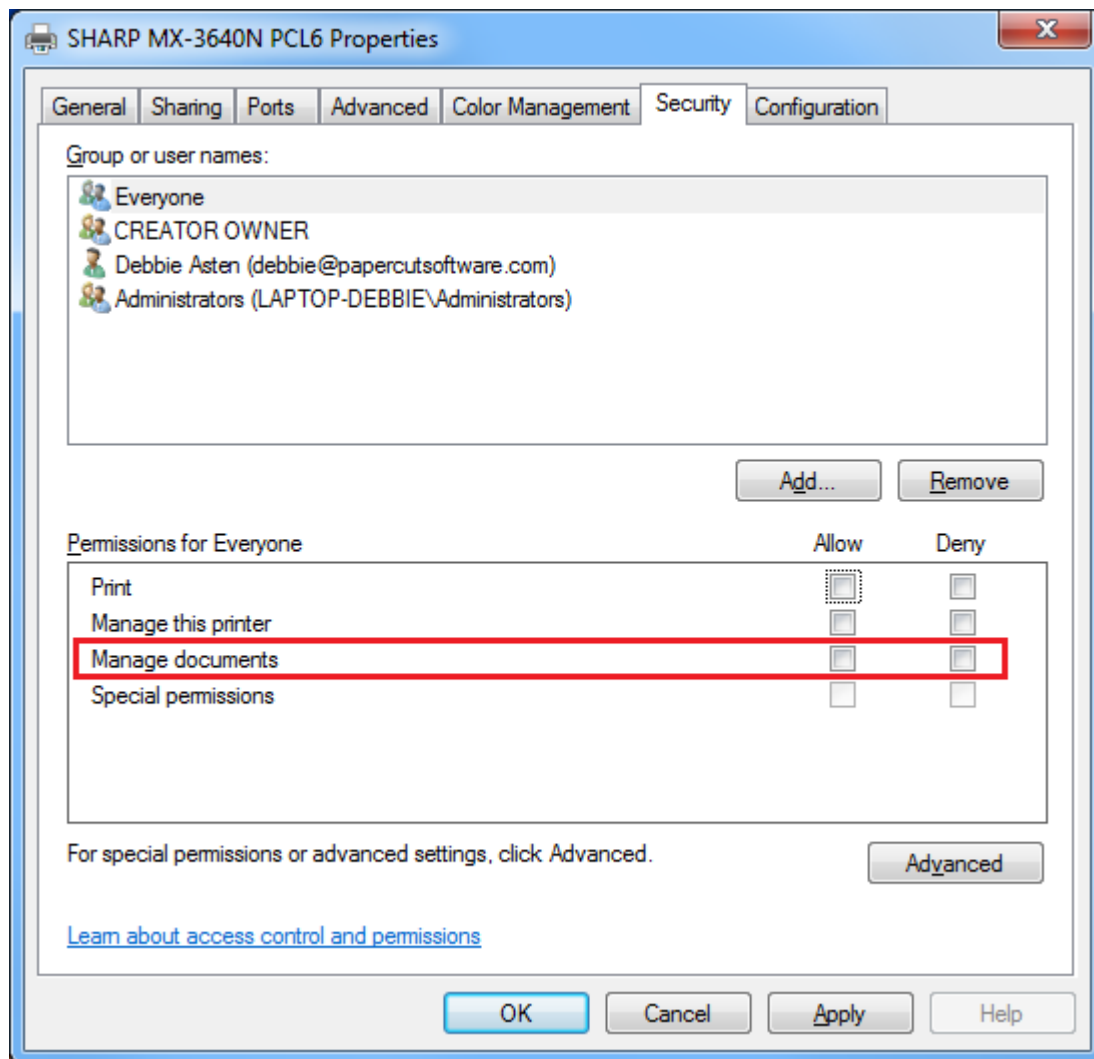 SHARP MX-3640N PCL6 Properties
General Sharing Ports Advanced Color Management Security Configuration
Group or user names:
Everyone
CREATOR OWNER
Debbie Asten (debbie@papercutsoftware.com)
Administrators (LAPTOP-DEBBIE\Administrators)
Add... Remove
Permissions for Everyone Allow Deny
Print
Manage this printer
Manage documents
Special permissions
For special permissions or advanced settings, click Advanced.
Advanced
Learn about access control and permissions
OK Cancel Apply Help